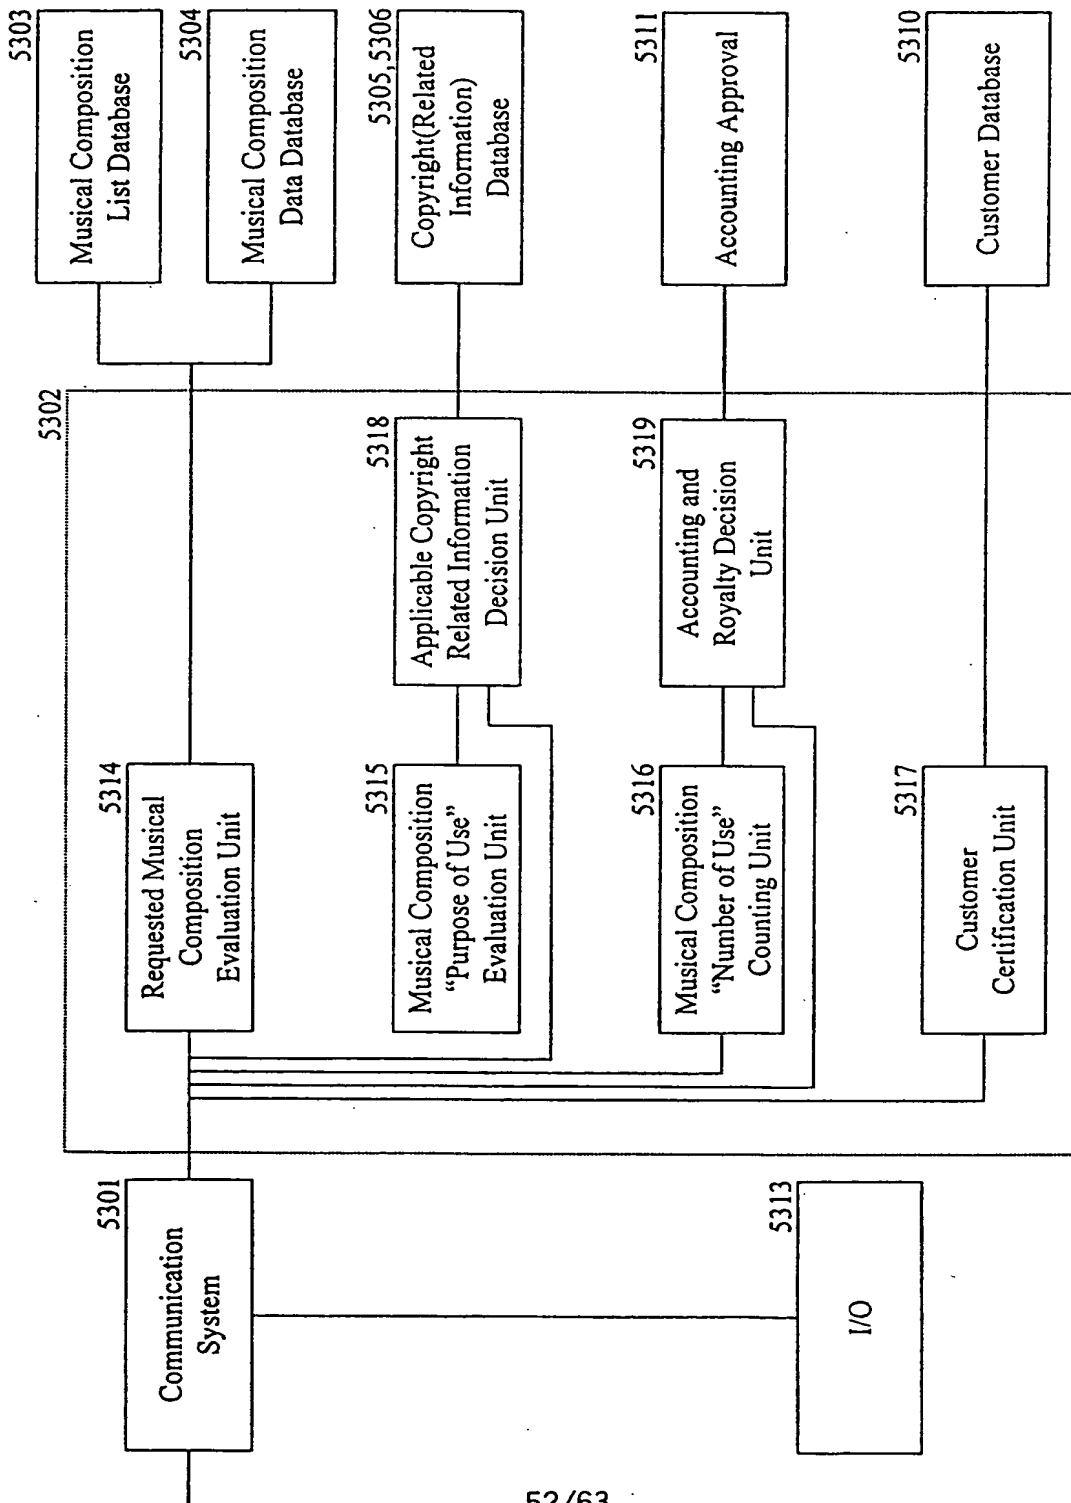 5301
Communication
System
5313
I/O
5302
5314
Requested Musical
Composition
Evaluation Unit
5315
Musical Composition
“Purpose of Use”
Evaluation Unit
5316
Musical Composition
“Number of Use”
Counting Unit
5317
Customer
Certification Unit
5318
Applicable Copyright
Related Information
Decision Unit
5319
Accounting and
Royalty Decision
Unit
5303
Musical Composition
List Database
5304
Musical Composition
Data Database
5305,5306
Copyright(Related
Information)
Database
5311
Accounting Approval
5310
Customer Database
52/63